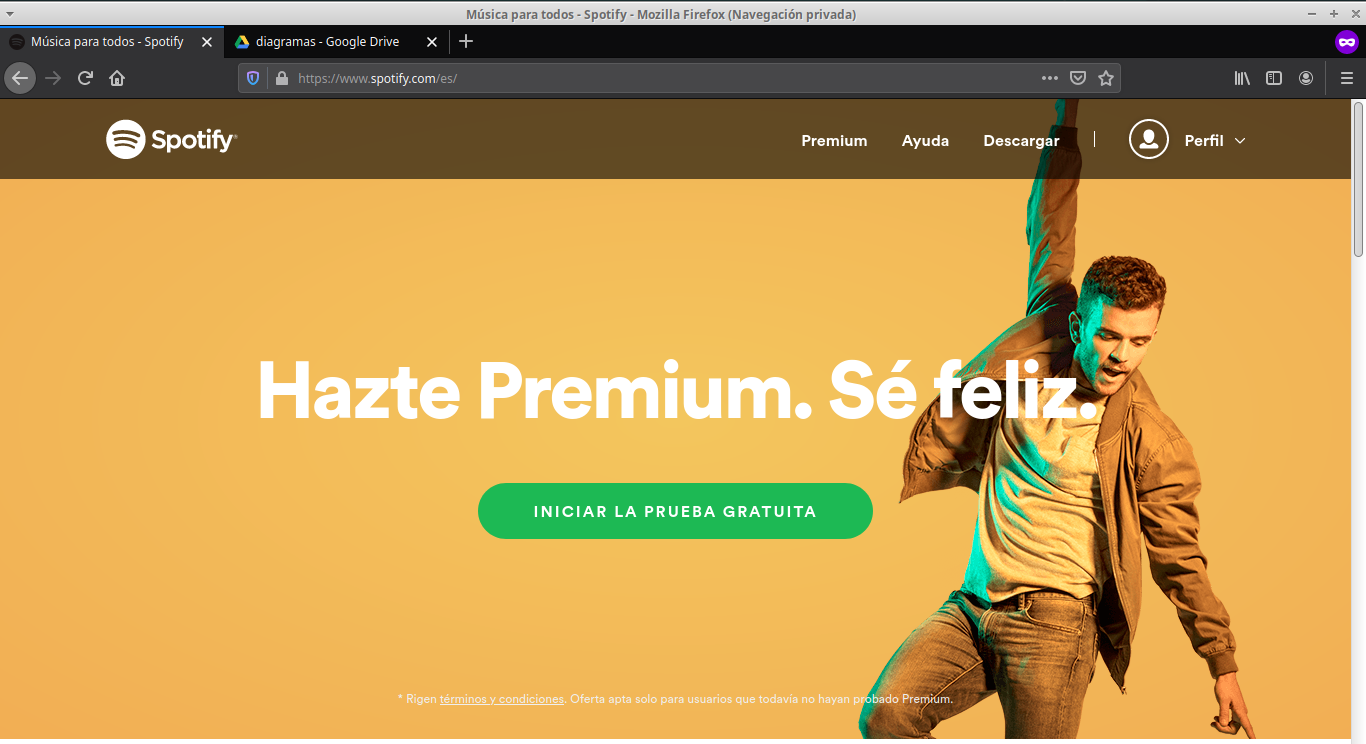 Música para todos - Spotify - Mozilla Firefox (Navegación privada)
Música para todos - Spotify
diagramas - Google Drive
https://www.spotify.com/es/
Spotify
Premium
Ayuda
Descargar
Perfil
Hazte Premium. Sé feliz.
INICIAR LA PRUEBA GRATUITA
* Rigen términos y condiciones. Oferta apta solo para usuarios que todavía no hayan probado Premium.